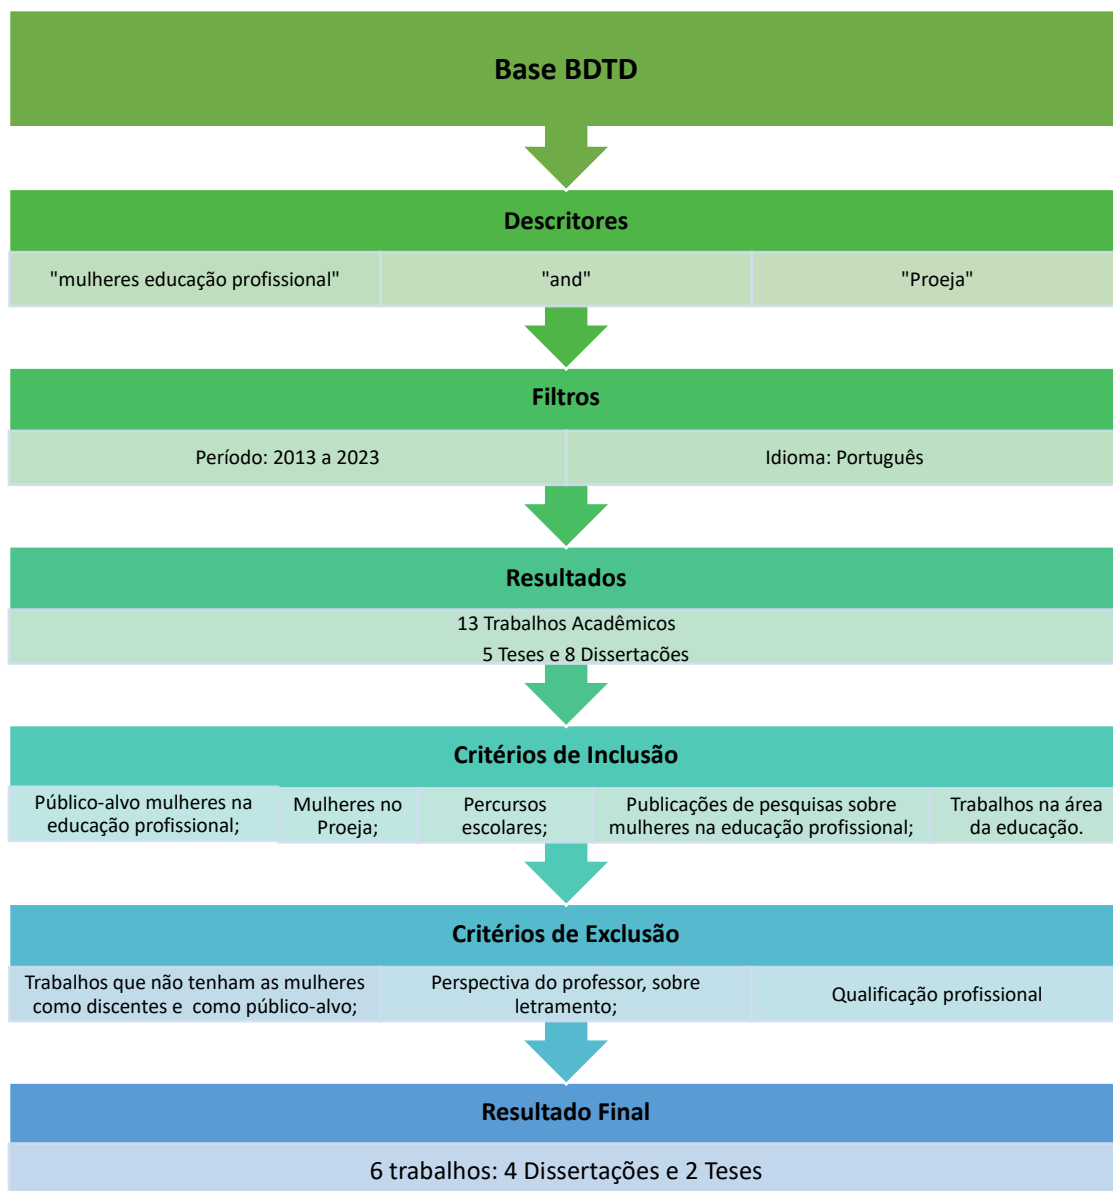 Base BDTD
Descritores
"mulheres educação profissional"
"and"
"Proeja"
Filtros
Período: 2013 a 2023
Idioma: Português
Resultados
13 Trabalhos Acadêmicos
5 Teses e 8 Dissertações
Critérios de Inclusão
Público-alvo mulheres na
educação profissional;
Mulheres no
Proeja;
Percursos
escolares;
Publicações de pesquisas sobre
mulheres na educação profissional;
Trabalhos na área
da educação.
Critérios de Exclusão
Trabalhos que não tenham as mulheres
como discentes e como público-alvo;
Perspectiva do professor, sobre
letramento;
Qualificação profissional
Resultado Final
6 trabalhos: 4 Dissertações e 2 Teses